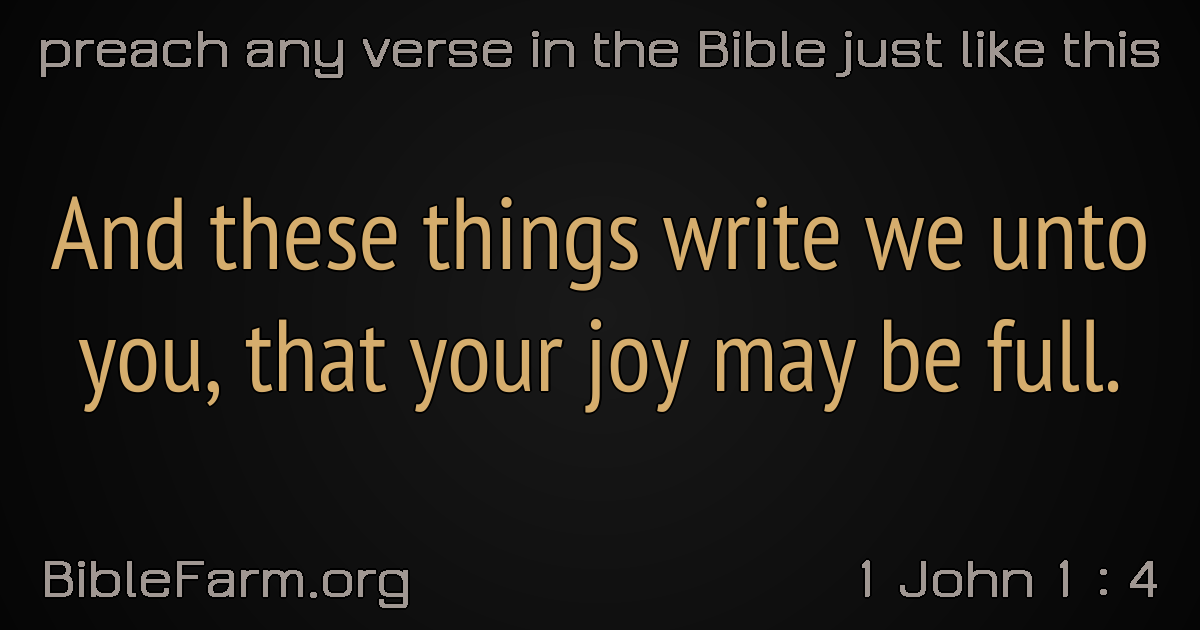 preach any verse in the Bible just like this
And these things write we unto
you, that your joy may be full.
BibleFarm.org
1 John 1 : 4